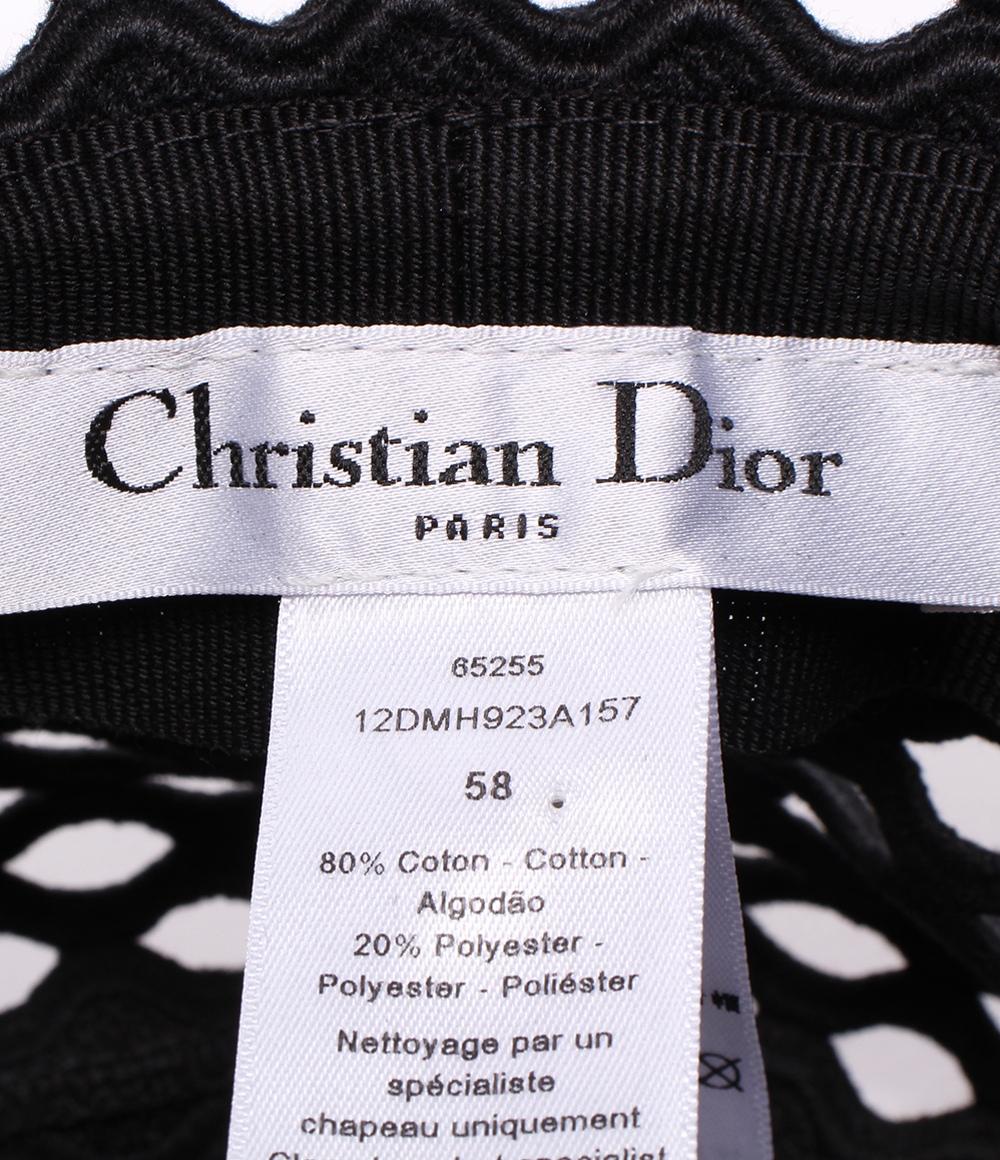 Christian Dior
PARIS
65255
12DMH923A157
58
80% Coton - Cotton -
Algodão
20% Polyester -
Polyester - Poliéster
Nettoyage par un
spécialiste
chapeau uniquement